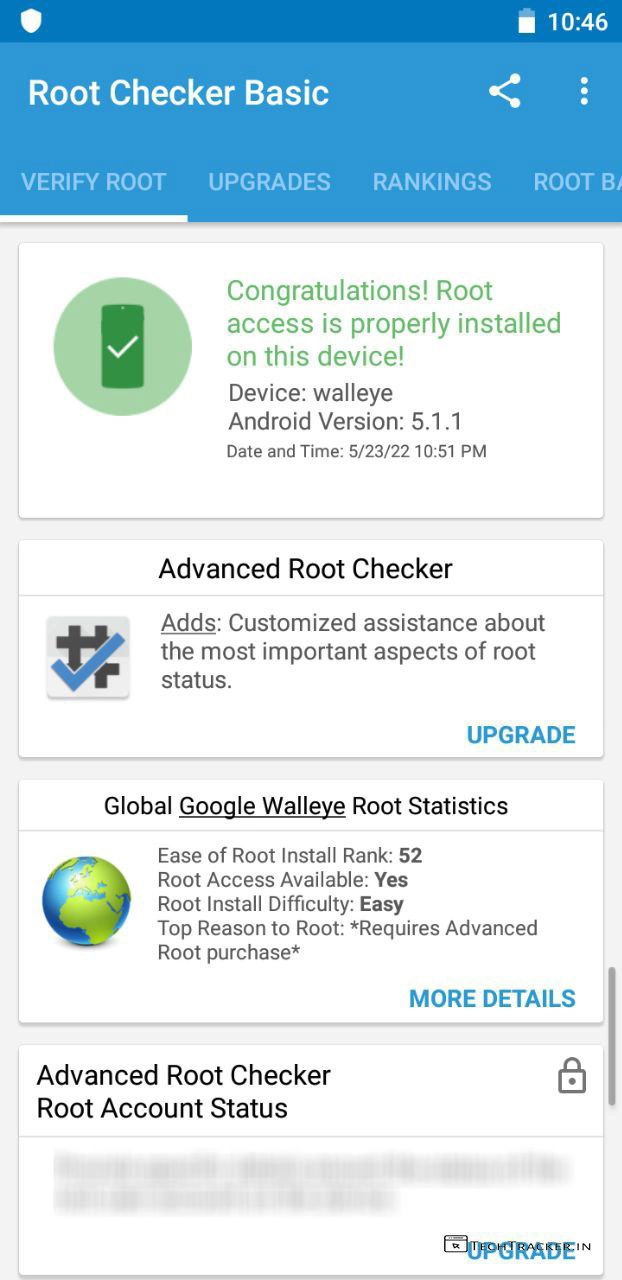 10:46
Root Checker Basic
VERIFY ROOT UPGRADES RANKINGS ROOT BA
Congratulations! Root
access is properly installed
on this device!
Device: walleye
Android Version: 5.1.1
Date and Time: 5/23/22 10:51 PM
Advanced Root Checker
Adds: Customized assistance about
the most important aspects of root
status.
UPGRADE
Global Google Walleye Root Statistics
Ease of Root Install Rank: 52
Root Access Available: Yes
Root Install Difficulty: Easy
Top Reason to Root: *Requires Advanced
Root purchase*
MORE DETAILS
Advanced Root Checker
Root Account Status
TECHTRACKER.IN
UPGRADE